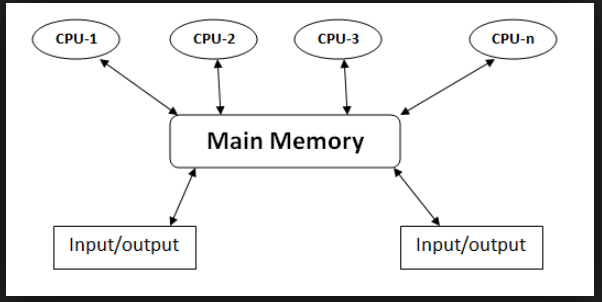 CPU-1
CPU-2
CPU-3
CPU-n
Main Memory
Input/output
Input/output